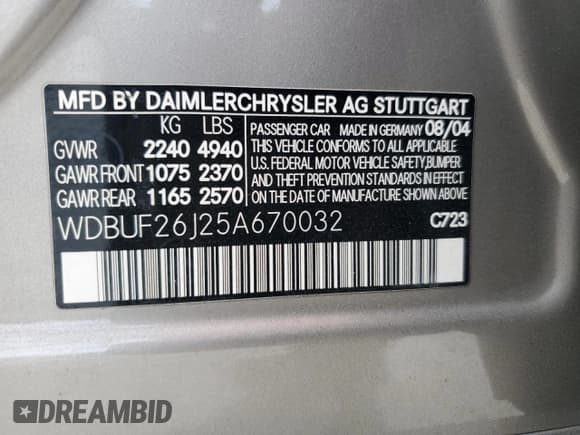 MFD BY DAIMLERCHRYSLER AG STUTTGART
KG LBS
GVWR 2240 4940
GAWR FRONT 1075 2370
GAWR REAR 1165 2570
PASSENGER CAR MADE IN GERMANY 08/04
THIS VEHICLE CONFORMS TO ALL APPLICABLE
U.S. FEDERAL MOTOR VEHICLE SAFETY, BUMPER
AND THEFT PREVENTION STANDARDS IN EFFECT
ON THE DATE OF MANUFACTURE SHOWN ABOVE
WDBUF26J25A670032
C723
DREAMBID